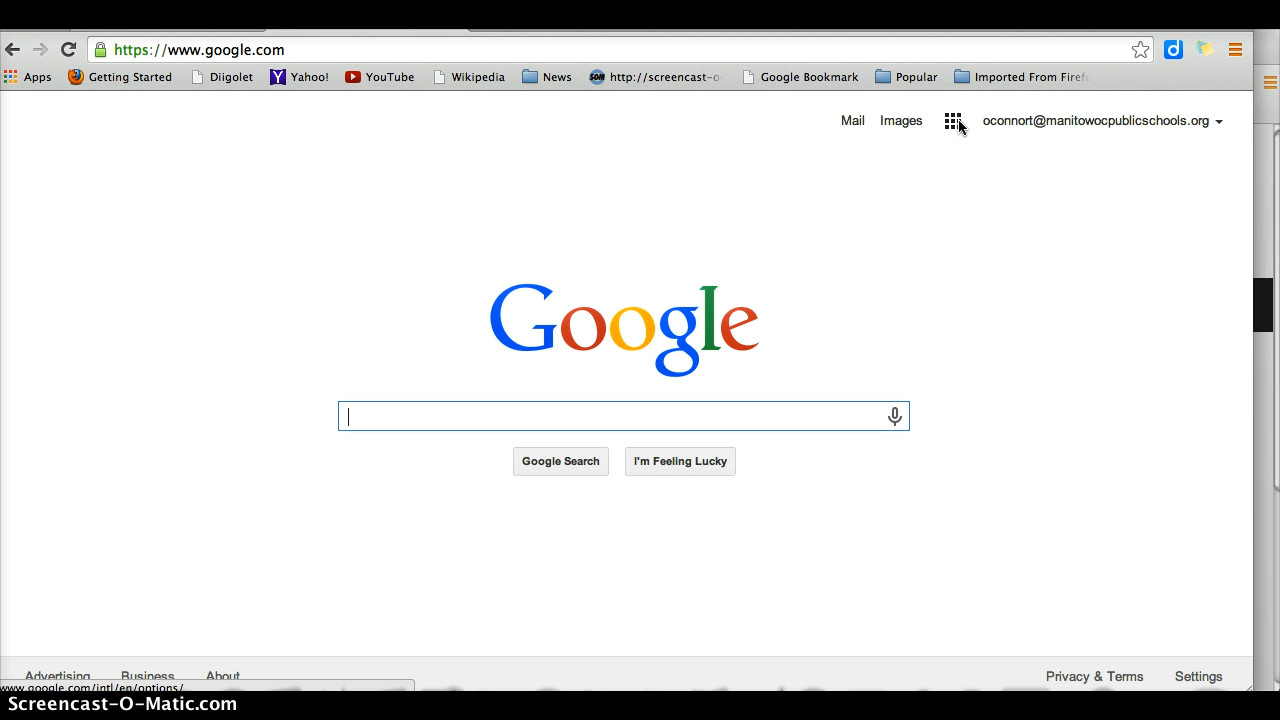 https://www.google.com
Apps Getting Started Diigolet Yahoo! YouTube Wikipedia News http://screencast-o Google Bookmark Popular Imported From Firef
Mail Images oconnort@manitowocpublicschools.org
Google
Google Search I'm Feeling Lucky
Advertising Business About Privacy & Terms Settings
www.google.com/intl/en/options/
Screencast-O-Matic.com